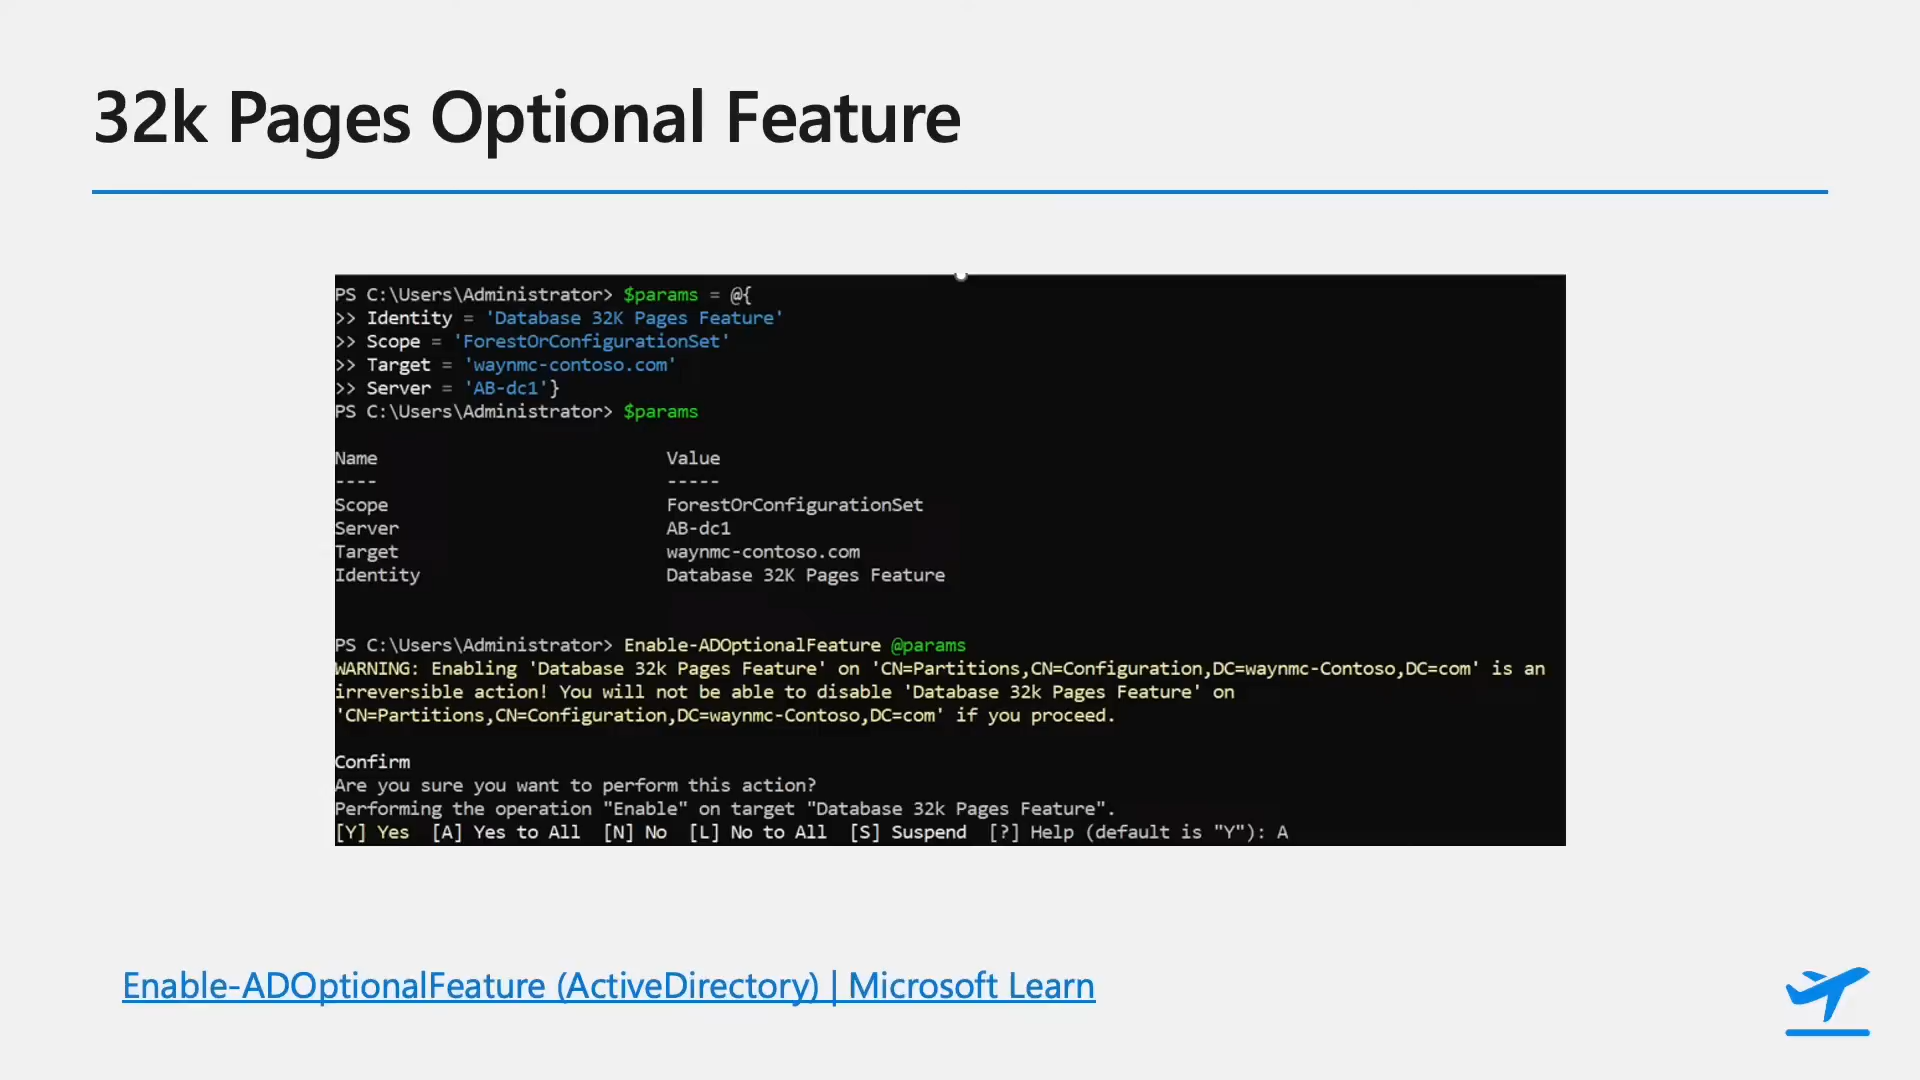 32k Pages Optional Feature
PS C:\Users\Administrator> $params = @{
>> Identity = 'Database 32K Pages Feature'
>> Scope = 'ForestOrConfigurationSet'
>> Target = 'waynmc-contoso.com'
>> Server = 'AB-dc1'}
PS C:\Users\Administrator> $params
Name Value
---- -----
Scope ForestOrConfigurationSet
Server AB-dc1
Target waynmc-contoso.com
Identity Database 32K Pages Feature
PS C:\Users\Administrator> Enable-ADOptionalFeature @params
WARNING: Enabling 'Database 32k Pages Feature' on 'CN=Partitions,CN=Configuration,DC=waynmc-Contoso,DC=com' is an
irreversible action! You will not be able to disable 'Database 32k Pages Feature' on
'CN=Partitions,CN=Configuration,DC=waynmc-Contoso,DC=com' if you proceed.
Confirm
Are you sure you want to perform this action?
Performing the operation "Enable" on target "Database 32k Pages Feature".
[Y] Yes [A] Yes to All [N] No [L] No to All [S] Suspend [?] Help (default is "Y"): A
Enable-ADOptionalFeature (ActiveDirectory) | Microsoft Learn